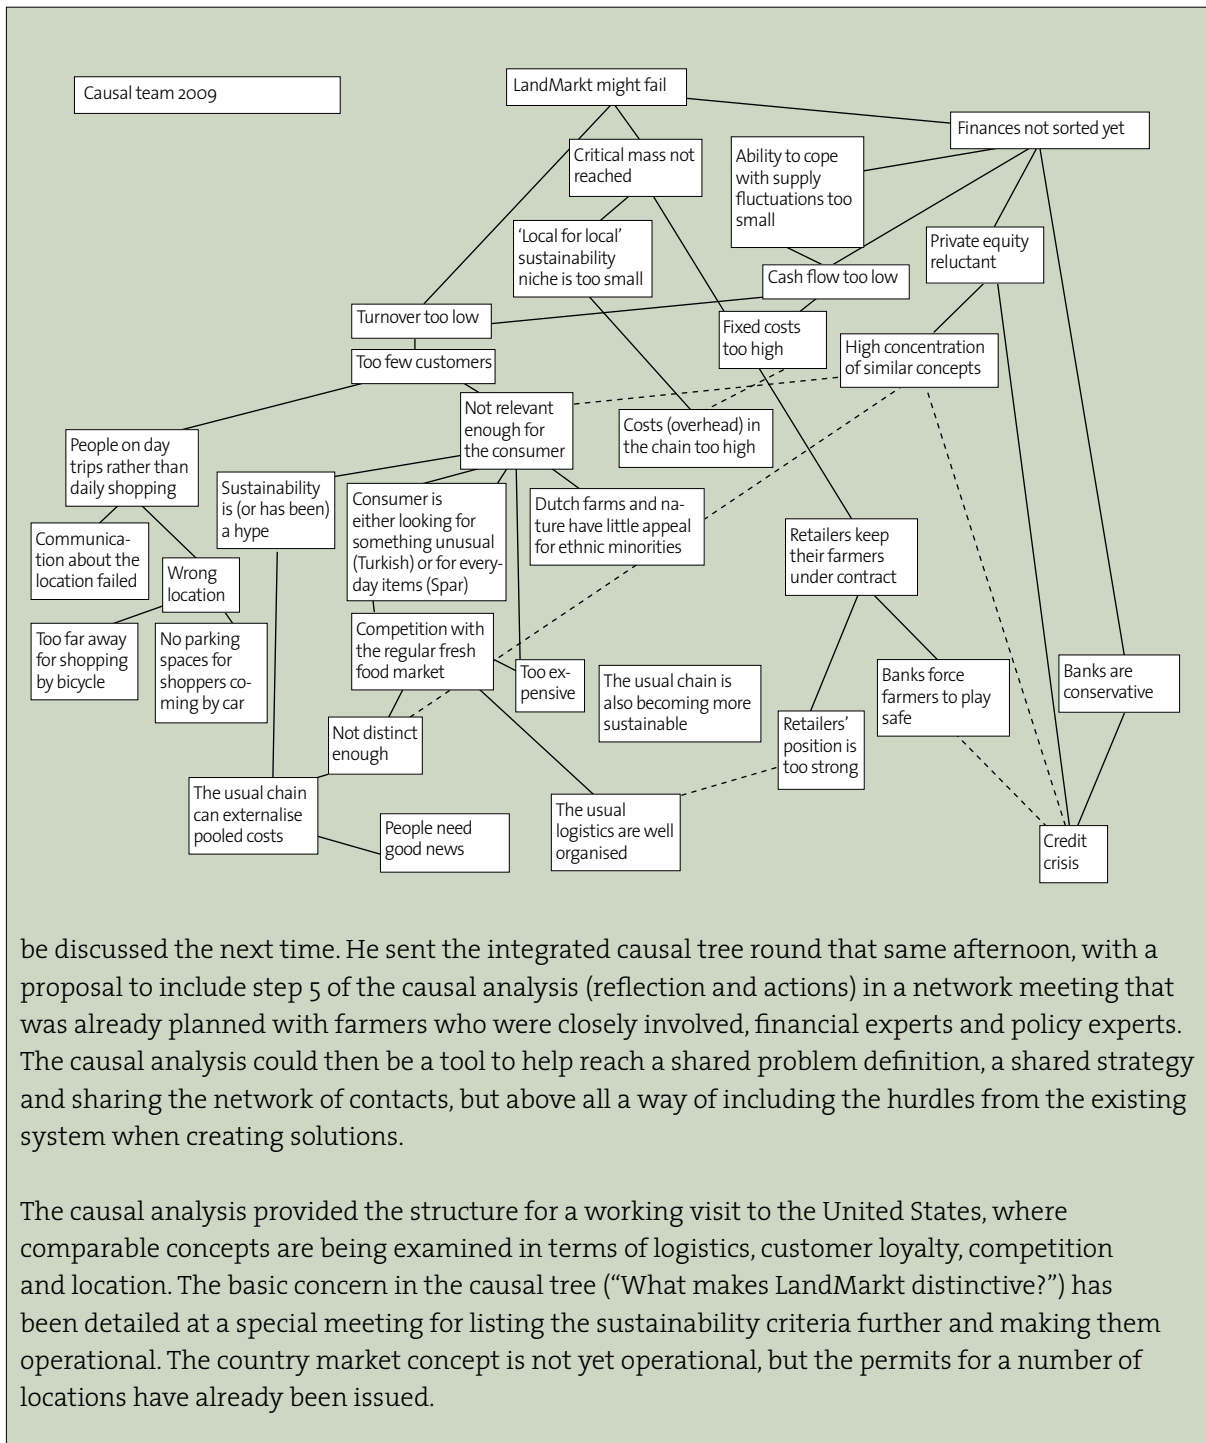 Causal team 2009
LandMarkt might fail
Finances not sorted yet
Critical mass not
reached
Ability to cope
with supply
fluctuations too
small
'Local for local'
sustainability
niche is too small
Private equity
reluctant
Cash flow too low
Turnover too low
Fixed costs
too high
High concentration
of similar concepts
Too few customers
Not relevant
enough for
the consumer
Costs (overhead) in
the chain too high
People on day
trips rather than
daily shopping
Sustainability
is (or has been)
a hype
Consumer is
either looking for
something unusual
(Turkish) or for every-
day items (Spar)
Dutch farms and na-
ture have little appeal
for ethnic minorities
Retailers keep
their farmers
under contract
Communica-
tion about the
location failed
Wrong
location
Too far away
for shopping
by bicycle
No parking
spaces for
shoppers co-
ming by car
Competition with
the regular fresh
food market
Too ex-
pensive
The usual chain is
also becoming more
sustainable
Banks force
farmers to play
safe
Banks are
conservative
Not distinct
enough
Retailers'
position is
too strong
The usual chain
can externalise
pooled costs
People need
good news
The usual
logistics are well
organised
Credit
crisis
be discussed the next time. He sent the integrated causal tree round that same afternoon, with a
proposal to include step 5 of the causal analysis (reflection and actions) in a network meeting that
was already planned with farmers who were closely involved, financial experts and policy experts.
The causal analysis could then be a tool to help reach a shared problem definition, a shared strategy
and sharing the network of contacts, but above all a way of including the hurdles from the existing
system when creating solutions.
The causal analysis provided the structure for a working visit to the United States, where
comparable concepts are being examined in terms of logistics, customer loyalty, competition
and location. The basic concern in the causal tree (“What makes LandMarkt distinctive?”) has
been detailed at a special meeting for listing the sustainability criteria further and making them
operational. The country market concept is not yet operational, but the permits for a number of
locations have already been issued.